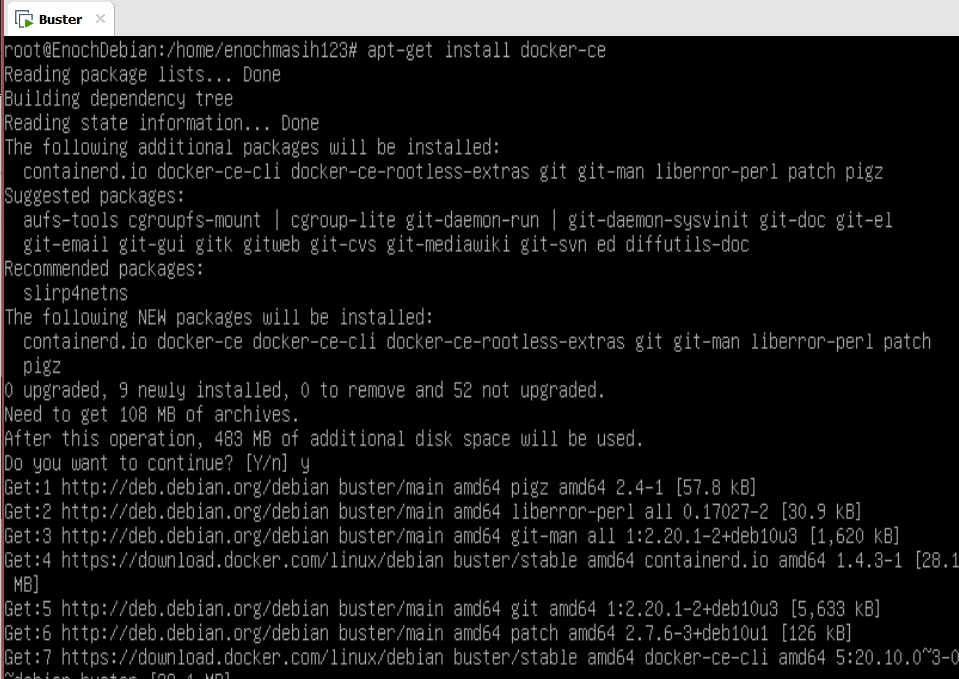 Buster
root@EnochDebian:/home/enochmasih123# apt-get install docker-ce
Reading package lists... Done
Building dependency tree
Reading state information... Done
The following additional packages will be installed:
  containerd.io docker-ce-cli docker-ce-rootless-extras git git-man liberror-perl patch pigz
Suggested packages:
  aufs-tools cgroupfs-mount | cgroup-lite git-daemon-run | git-daemon-sysvinit git-doc git-el
  git-email git-gui gitk gitweb git-cvs git-mediawiki git-svn ed diffutils-doc
Recommended packages:
  slirp4netns
The following NEW packages will be installed:
  containerd.io docker-ce docker-ce-cli docker-ce-rootless-extras git git-man liberror-perl patch
  pigz
0 upgraded, 9 newly installed, 0 to remove and 52 not upgraded.
Need to get 108 MB of archives.
After this operation, 483 MB of additional disk space will be used.
Do you want to continue? [Y/n] y
Get:1 http://deb.debian.org/debian buster/main amd64 pigz amd64 2.4-1 [57.8 kB]
Get:2 http://deb.debian.org/debian buster/main amd64 liberror-perl all 0.17027-2 [30.9 kB]
Get:3 http://deb.debian.org/debian buster/main amd64 git-man all 1:2.20.1-2+deb10u3 [1,620 kB]
Get:4 https://download.docker.com/linux/debian buster/stable amd64 containerd.io amd64 1.4.3-1 [28.1
 MB]
Get:5 http://deb.debian.org/debian buster/main amd64 git amd64 1:2.20.1-2+deb10u3 [5,633 kB]
Get:6 http://deb.debian.org/debian buster/main amd64 patch amd64 2.7.6-3+deb10u1 [126 kB]
Get:7 https://download.docker.com/linux/debian buster/stable amd64 docker-ce-cli amd64 5:20.10.0~3-0